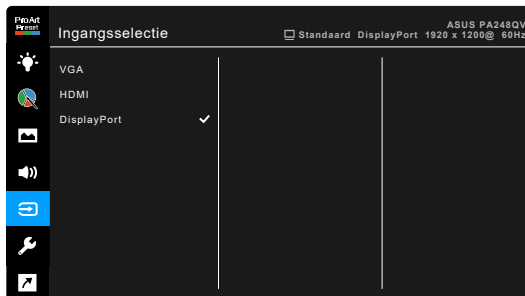 ProArt
Preset
Ingangsselectie
ASUS PA248QV
Standaard DisplayPort 1920 x 1200@ 60Hz
VGA
HDMI
DisplayPort